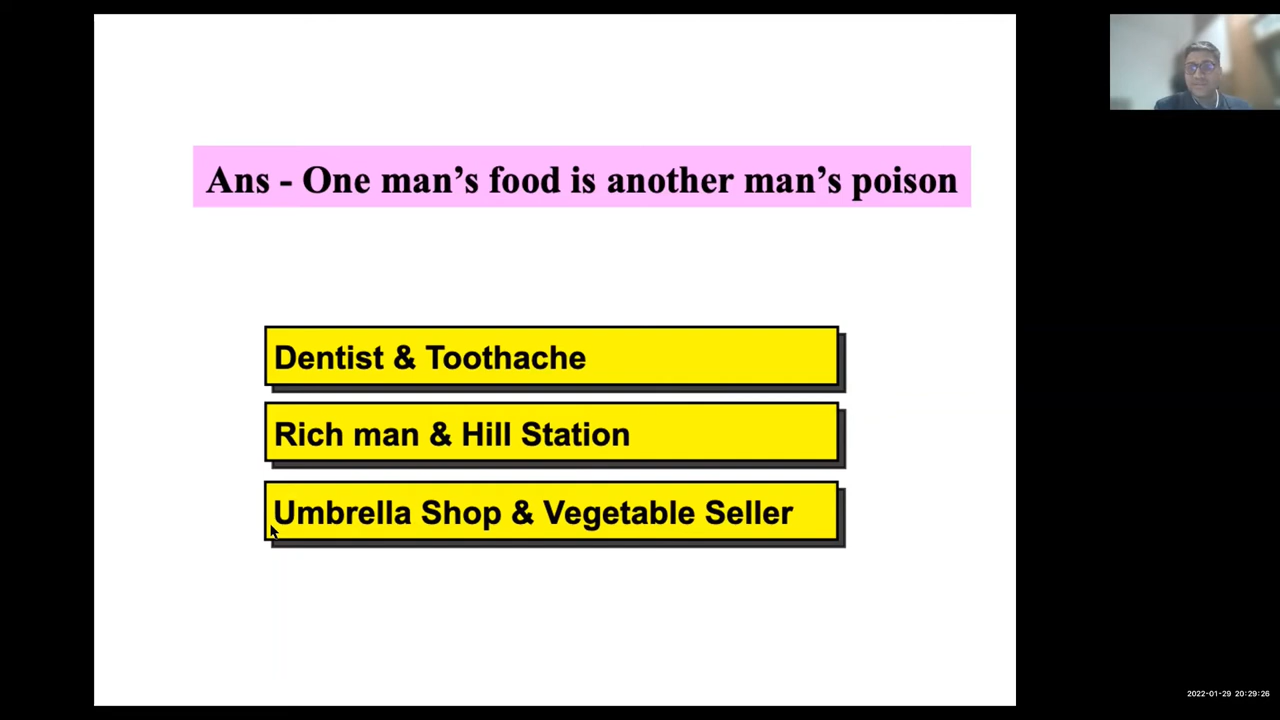 Ans - One man’s food is another man’s poison
Dentist & Toothache
Rich man & Hill Station
Umbrella Shop & Vegetable Seller
2022-01-29 20:29:26